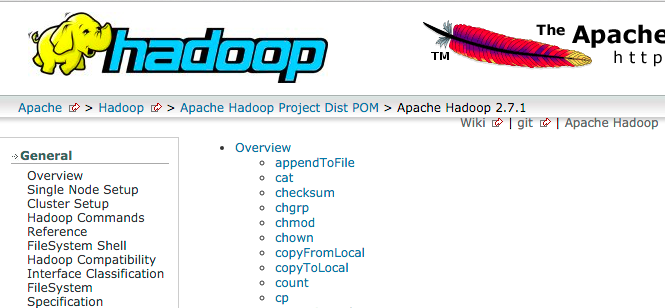 hadoop
The Apache
TM
http
Apache > Hadoop > Apache Hadoop Project Dist POM > Apache Hadoop 2.7.1
Wiki | git | Apache Hadoop
General
Overview
Single Node Setup
Cluster Setup
Hadoop Commands
Reference
FileSystem Shell
Hadoop Compatibility
Interface Classification
FileSystem
Specification
Overview
appendToFile
cat
checksum
chgrp
chmod
chown
copyFromLocal
copyToLocal
count
cp